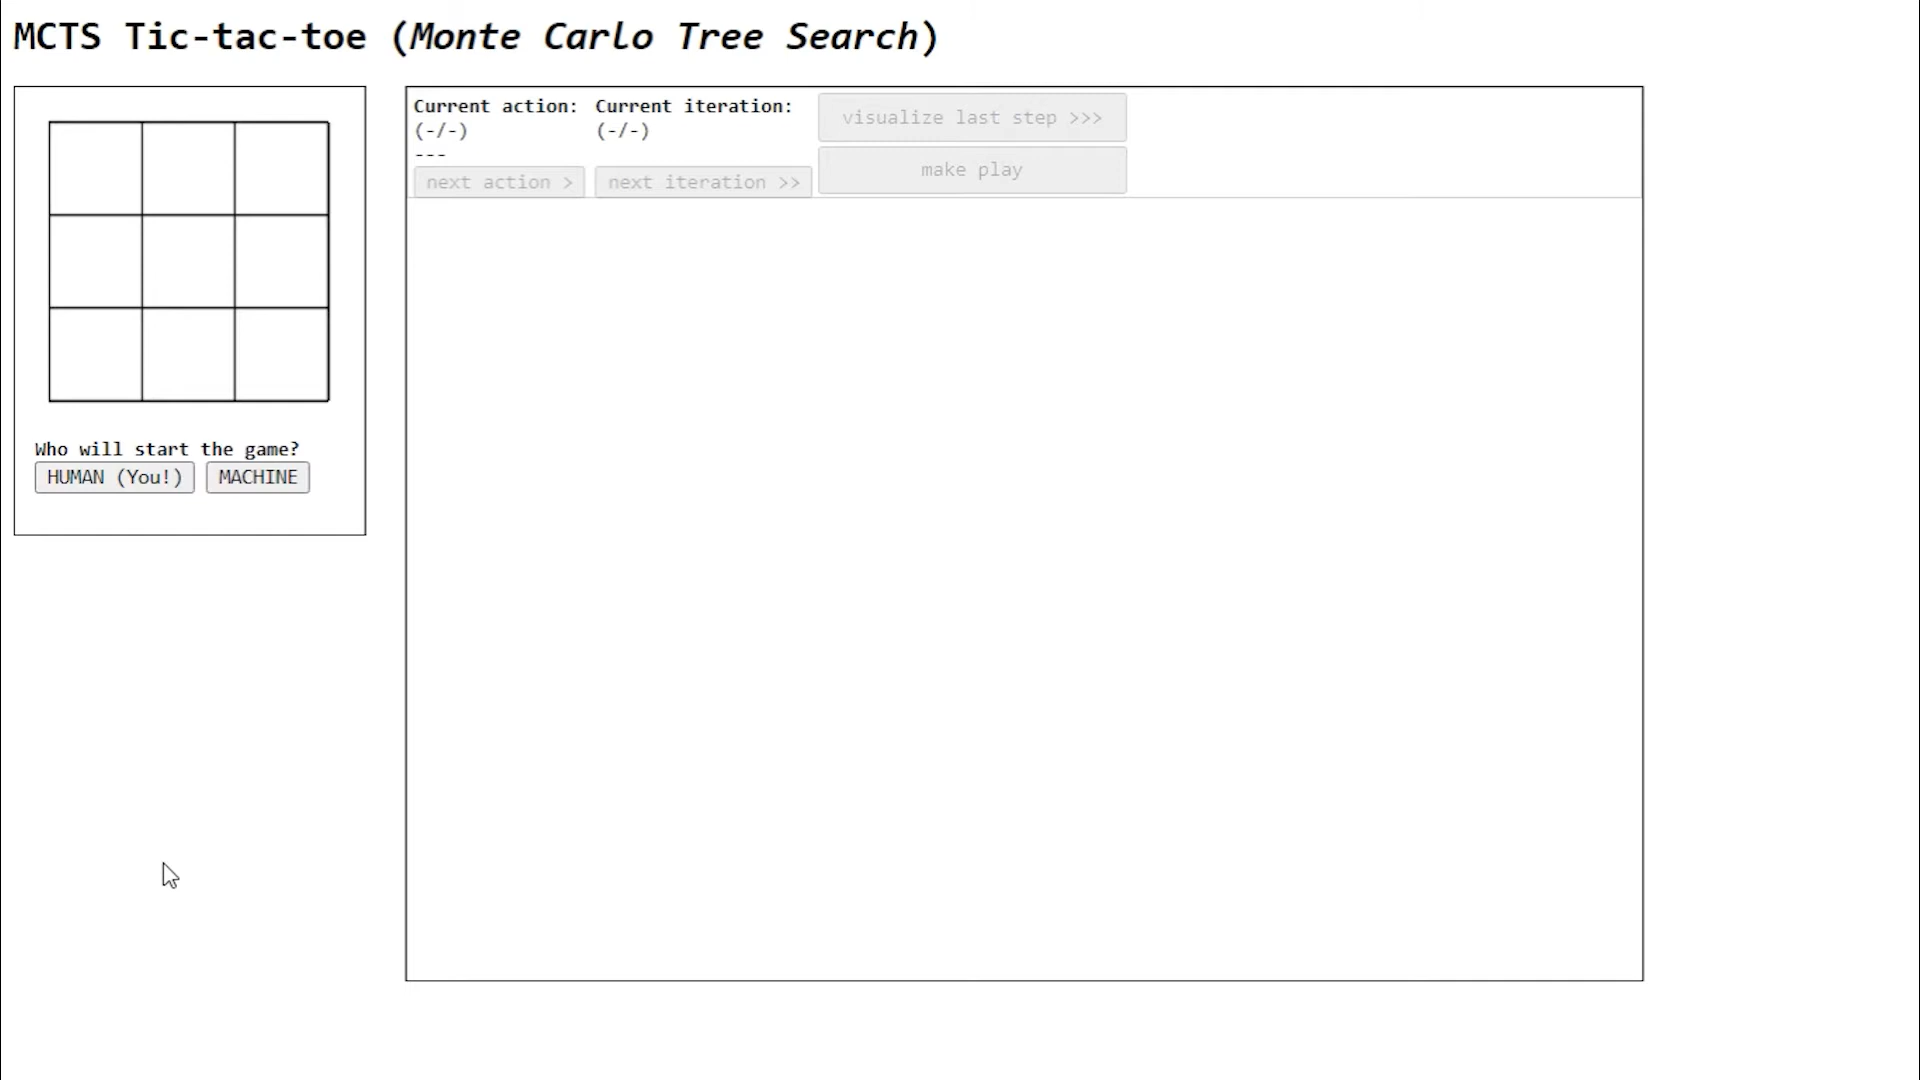 MCTS Tic-tac-toe (Monte Carlo Tree Search)
Who will start the game?
HUMAN (You!) MACHINE
Current action: Current iteration:
(-/-) (-/-)
---
next action > next iteration >>
visualize last step >>>
make play